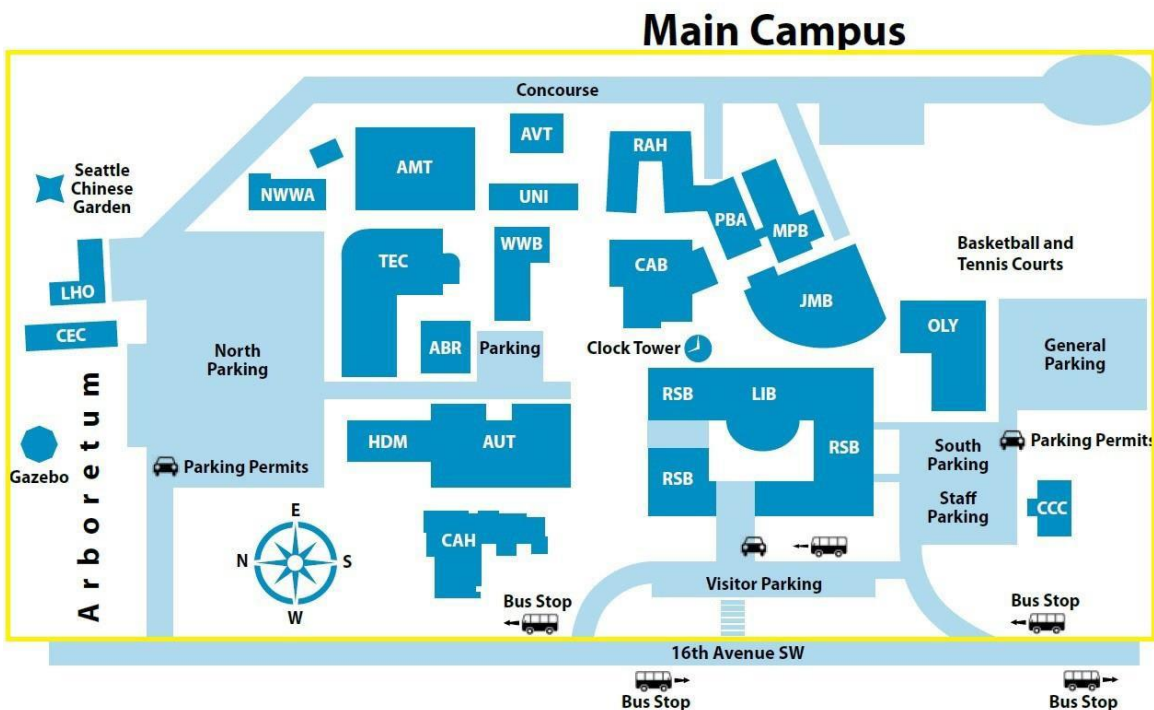 Main Campus
Concourse
AVT
RAH
AMT
Seattle
Chinese
Garden
NWWA
UNI
PBA
MPB
WWB
TEC
CAB
Basketball and
Tennis Courts
LHO
JMB
CEC
OLY
North
Parking
ABR
Parking
Clock Tower
General
Parking
Arboretum
RSB
LIB
HDM
AUT
RSB
South
Parking
Parking Permits
Gazebo
Parking Permits
RSB
Staff
Parking
CCC
E
N
S
W
CAH
Visitor Parking
Bus Stop
Bus Stop
16th Avenue SW
Bus Stop
Bus Stop